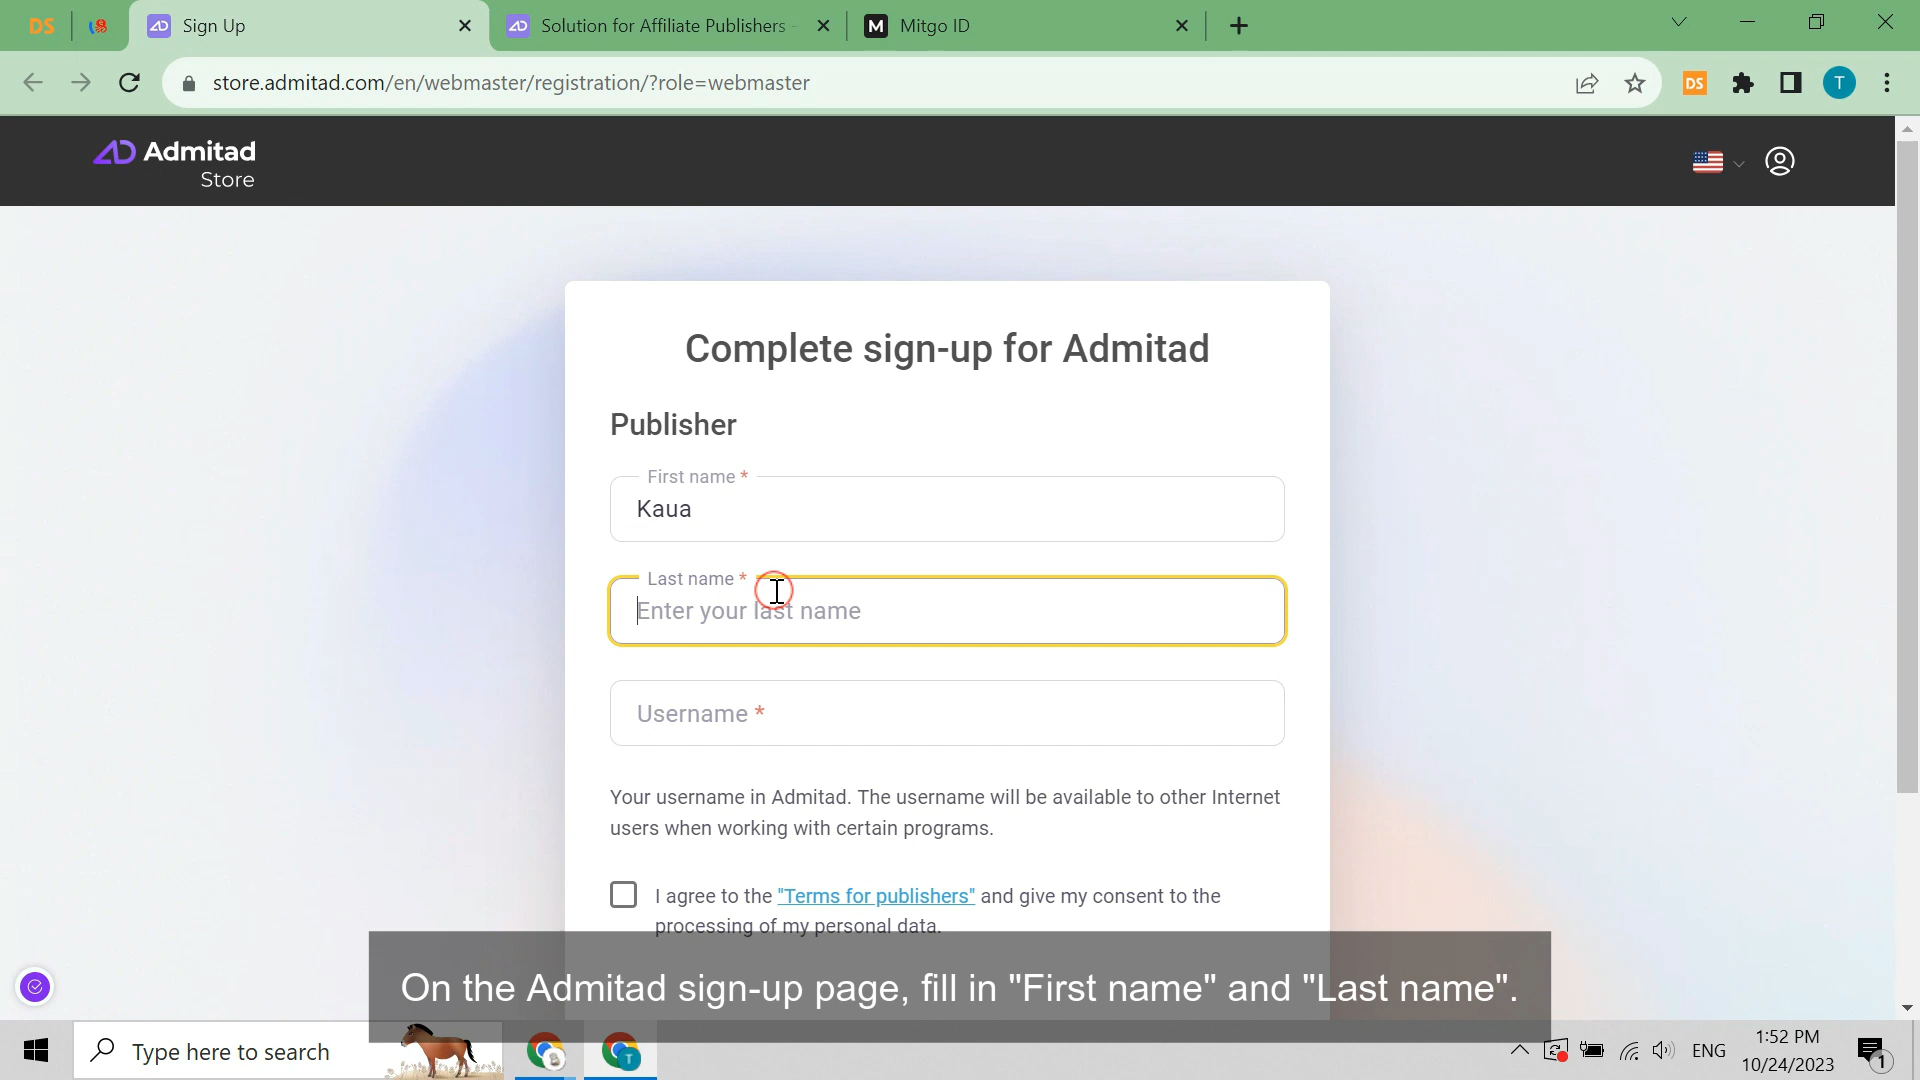 DS
Sign Up
Solution for Affiliate Publishers -
M Mitgo ID
store.admitad.com/en/webmaster/registration/?role=webmaster
DS
T
Admitad
Store
Complete sign-up for Admitad
Publisher
First name *
Kaua
Last name *
Enter your last name
Username *
Your username in Admitad. The username will be available to other Internet
users when working with certain programs.
I agree to the "Terms for publishers" and give my consent to the
processing of my personal data.
On the Admitad sign-up page, fill in "First name" and "Last name".
Type here to search
T
ENG
1:52 PM
10/24/2023
1